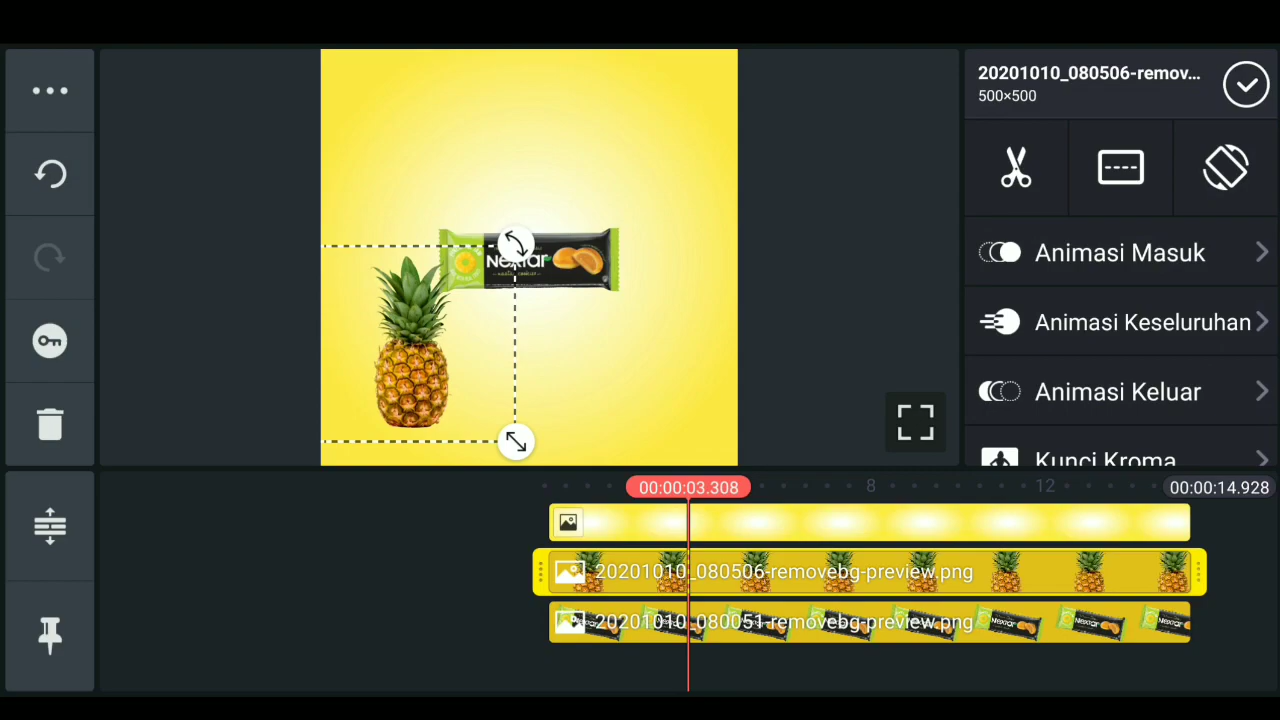 20201010_080506-remov...
500×500
Animasi Masuk
Animasi Keseluruhan
Animasi Keluar
Kunci Kroma
Nextar
00:00:03.308
8
12
00:00:14.928
20201010_080506-removebg-preview.png
20201010_080051-removebg-preview.png